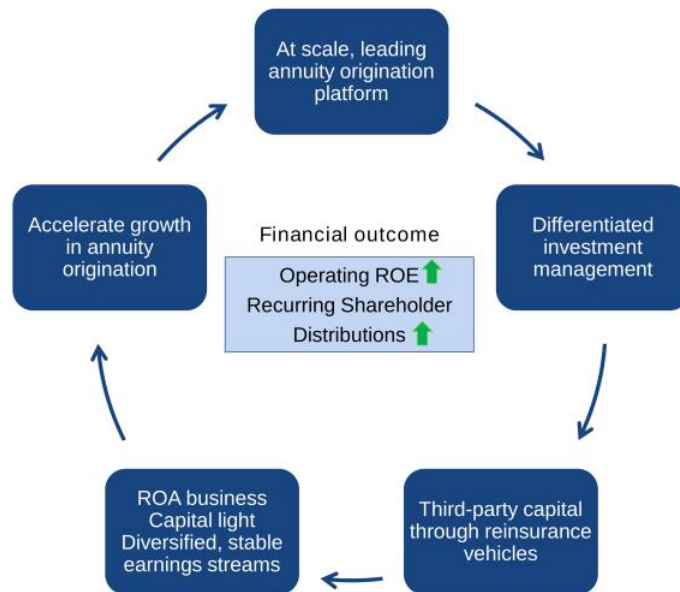 At scale, leading
annuity origination
platform
Differentiated
investment
management
Third-party capital
through reinsurance
vehicles
ROA business
Capital light
Diversified, stable
earnings streams
Accelerate growth
in annuity
origination
Financial outcome
Operating ROE
Recurring Shareholder
Distributions